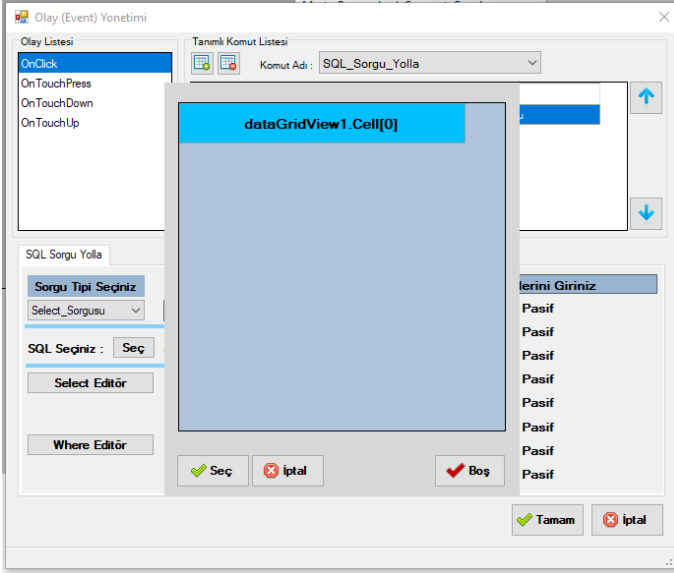 Olay (Event) Yonetimi
Olay Listesi
OnClick
OnTouchPress
OnTouchDown
OnTouchUp
Tanımlı Komut Listesi
Komut Adı : SQL_Sorgu_Yolla
dataGridView1.Cell[0]
Seç
İptal
Boş
SQL Sorgu Yolla
Sorgu Tipi Seçiniz
Select_Sorgusu
SQL Seçiniz : Seç
Select Editör
Where Editör
lerini Giriniz
Pasif
Pasif
Pasif
Pasif
Pasif
Pasif
Pasif
Pasif
Tamam
İptal